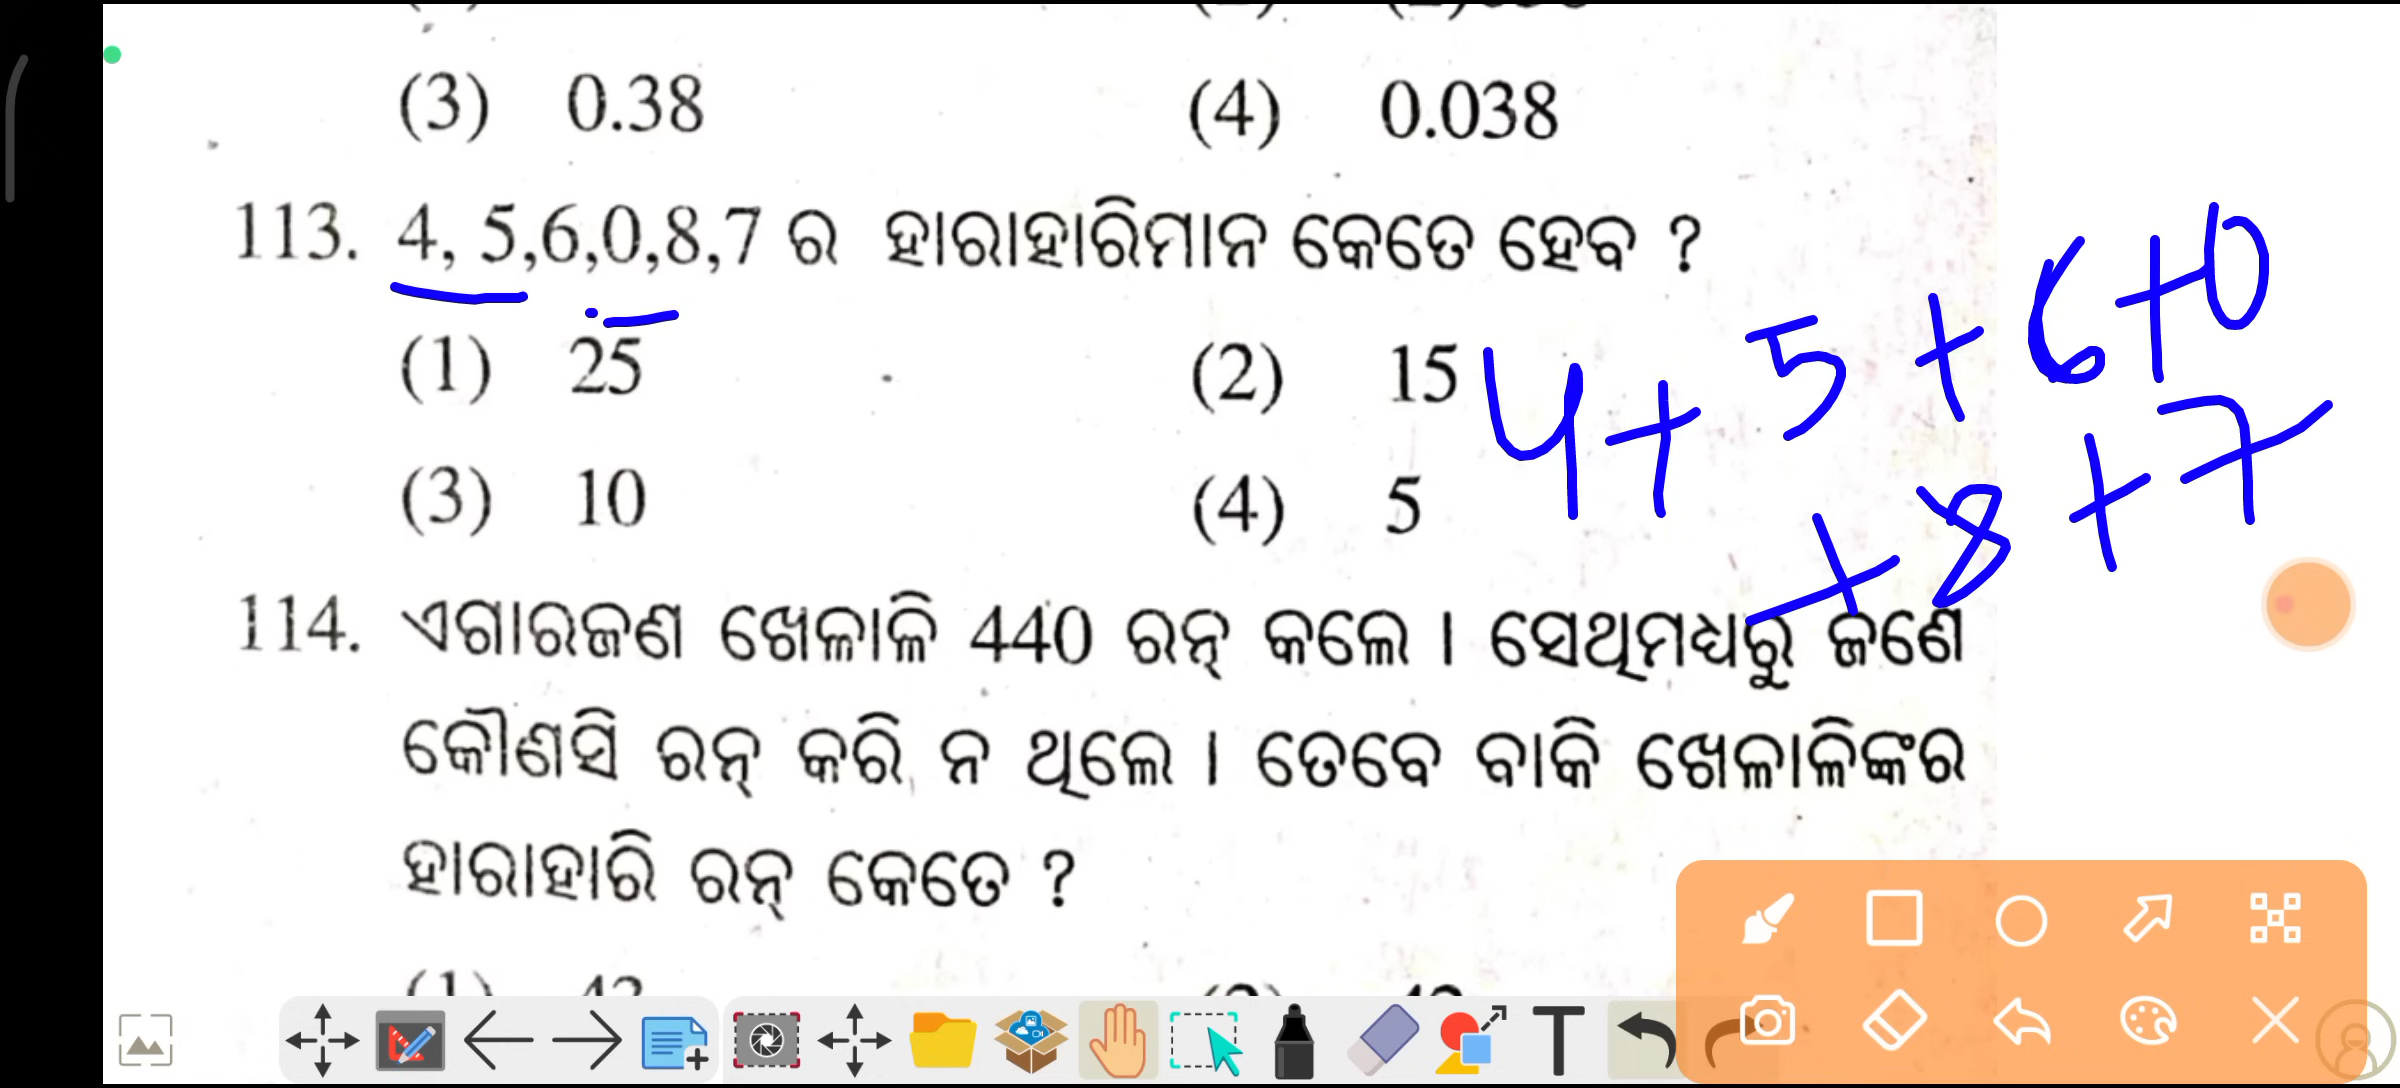 (3) 0.38 (4) 0.038
113. 4, 5,6,0,8,7 ର ହାରାହାରିମାନ କେତେ ହେବ ?
(1) 25 (2) 15
(3) 10 (4) 5
4+5+6+0
+8+7
114. ଏଗାରଜଣ ଖେଳାଳି 440 ରନ୍ କଲେ । ସେଥିମଧ୍ୟରୁ ଜଣେ
କୌଣସି ରନ୍ କରି ନ ଥିଲେ । ତେବେ ବାକି ଖେଳାଳିଙ୍କର
ହାରାହାରି ରନ୍ କେତେ ?
T